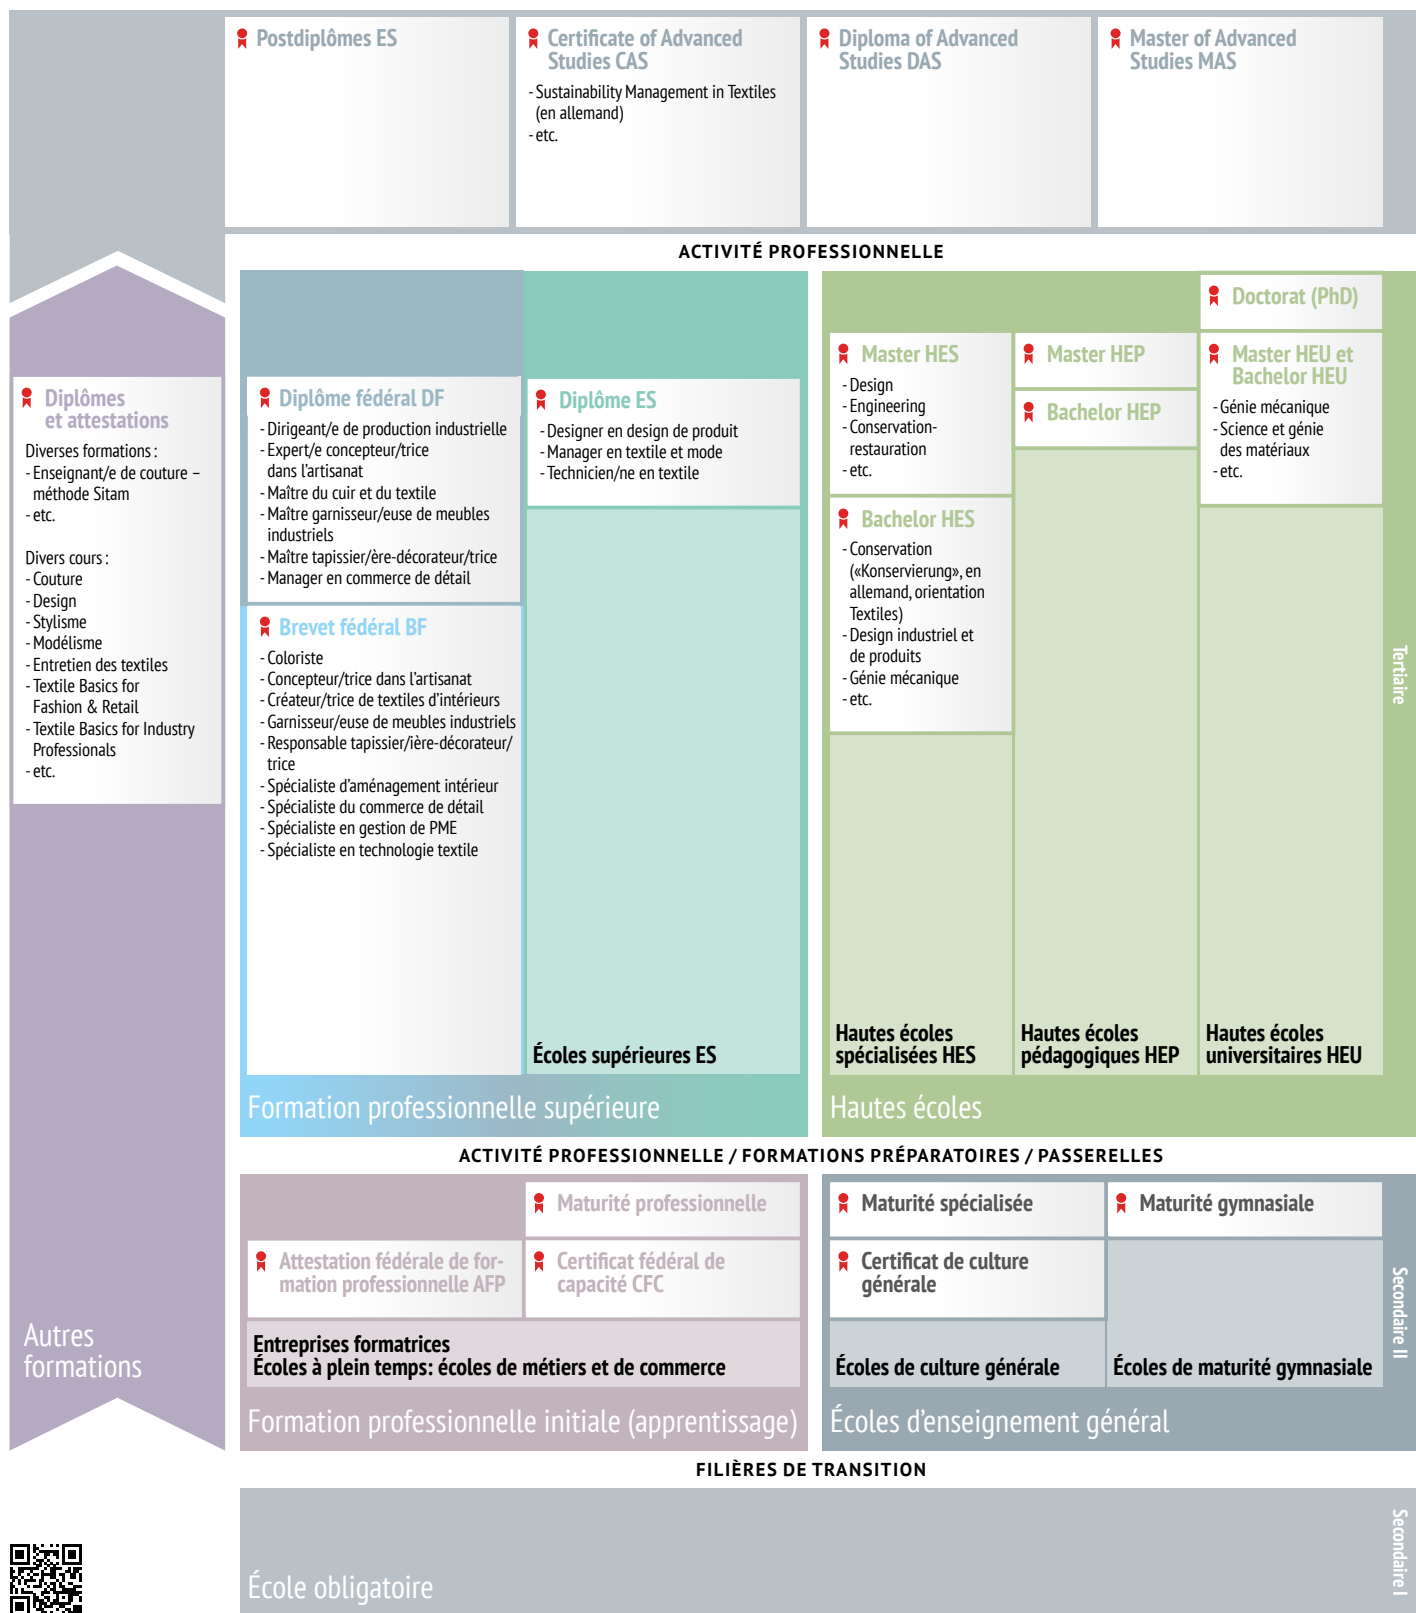 Postdiplômes ES
Certificate of Advanced
Studies CAS
- Sustainability Management in Textiles
(en allemand)
- etc.
Diploma of Advanced
Studies DAS
Master of Advanced
Studies MAS
ACTIVITÉ PROFESSIONNELLE
Diplômes
et attestations
Diverses formations :
- Enseignant/e de couture –
méthode Sitam
- etc.
Divers cours :
- Couture
- Design
- Stylisme
- Modélisme
- Entretien des textiles
- Textile Basics for
Fashion & Retail
- Textile Basics for Industry
Professionals
- etc.
Autres
formations
Diplôme fédéral DF
- Dirigeant/e de production industrielle
- Expert/e concepteur/trice
dans l’artisanat
- Maître du cuir et du textile
- Maître garnisseur/euse de meubles
industriels
- Maître tapissier/ère-décorateur/trice
- Manager en commerce de détail
Brevet fédéral BF
- Coloriste
- Concepteur/trice dans l’artisanat
- Créateur/trice de textiles d’intérieurs
- Garnisseur/euse de meubles industriels
- Responsable tapissier/ière-décorateur/
trice
- Spécialiste d’aménagement intérieur
- Spécialiste du commerce de détail
- Spécialiste en gestion de PME
- Spécialiste en technologie textile
Diplôme ES
- Designer en design de produit
- Manager en textile et mode
- Technicien/ne en textile
Écoles supérieures ES
Formation professionnelle supérieure
Master HES
- Design
- Engineering
- Conservation-
restauration
- etc.
Bachelor HES
- Conservation
(«Konservierung», en
allemand, orientation
Textiles)
- Design industriel et
de produits
- Génie mécanique
- etc.
Hautes écoles
spécialisées HES
Master HEP
Bachelor HEP
Hautes écoles
pédagogiques HEP
Doctorat (PhD)
Master HEU et
Bachelor HEU
- Génie mécanique
- Science et génie
des matériaux
- etc.
Hautes écoles
universitaires HEU
Hautes écoles
Tertiaire
ACTIVITÉ PROFESSIONNELLE / FORMATIONS PRÉPARATOIRES / PASSERELLES
Maturité professionnelle
Attestation fédérale de for-
mation professionnelle AFP
Certificat fédéral de
capacité CFC
Entreprises formatrices
Écoles à plein temps: écoles de métiers et de commerce
Formation professionnelle initiale (apprentissage)
Maturité spécialisée
Certificat de culture
générale
Écoles de culture générale
Maturité gymnasiale
Écoles de maturité gymnasiale
Écoles d’enseignement général
Secondaire II
FILIÈRES DE TRANSITION
École obligatoire
Secondaire I